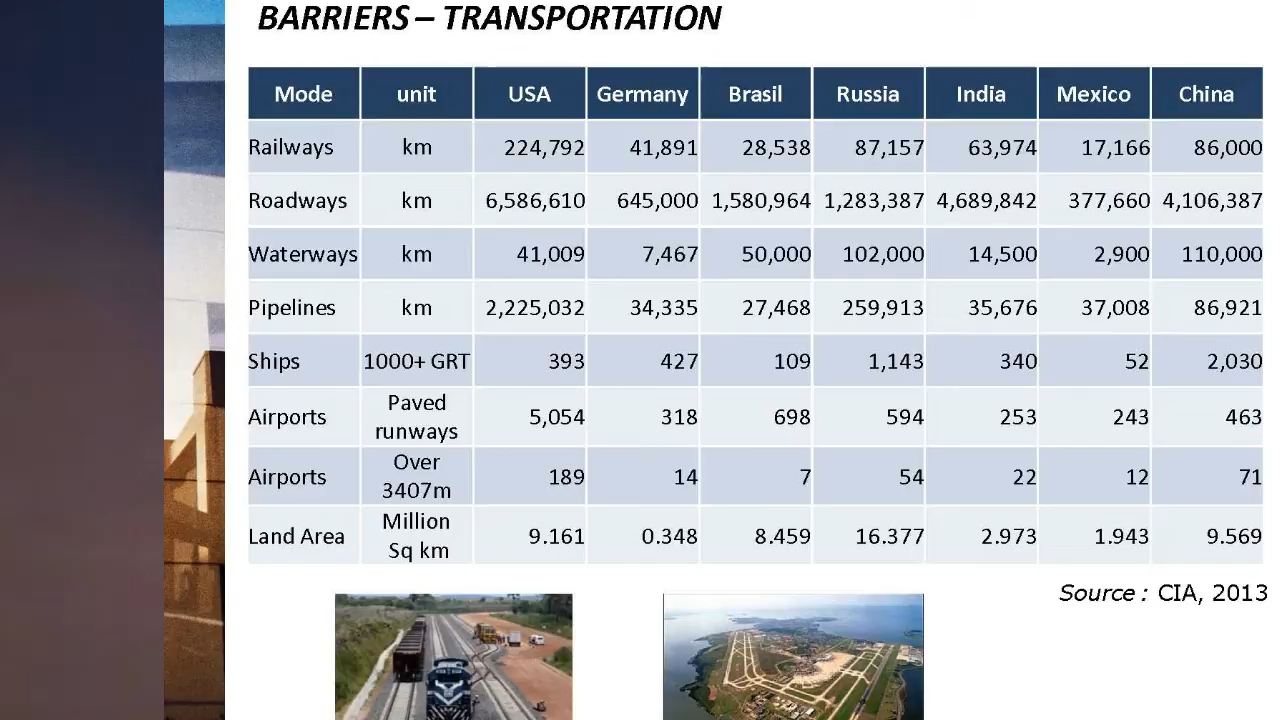 BARRIERS – TRANSPORTATION
Mode unit USA Germany Brasil Russia India Mexico China
Railways km 224,792 41,891 28,538 87,157 63,974 17,166 86,000
Roadways km 6,586,610 645,000 1,580,964 1,283,387 4,689,842 377,660 4,106,387
Waterways km 41,009 7,467 50,000 102,000 14,500 2,900 110,000
Pipelines km 2,225,032 34,335 27,468 259,913 35,676 37,008 86,921
Ships 1000+ GRT 393 427 109 1,143 340 52 2,030
Airports Paved runways 5,054 318 698 594 253 243 463
Airports Over 3407m 189 14 7 54 22 12 71
Land Area Million Sq km 9.161 0.348 8.459 16.377 2.973 1.943 9.569
Source : CIA, 2013